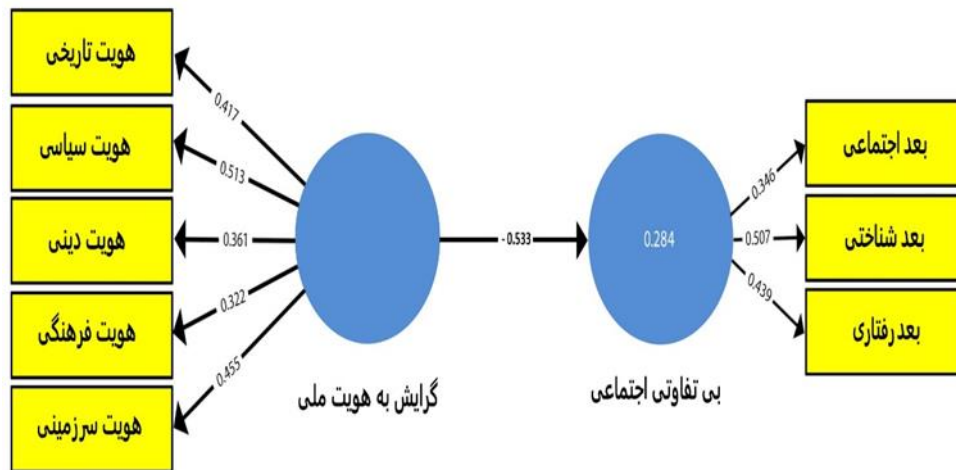 هویت تاریخی
هویت سیاسی
هویت دینی
هویت فرهنگی
هویت سرزمینی
0.417
0.513
0.361
0.322
0.455
گرایش به هویت ملی
- 0.533
0.284
بی تفاوتی اجتماعی
0.346
0.507
0.439
بعد اجتماعی
بعد شناختی
بعد رفتاری